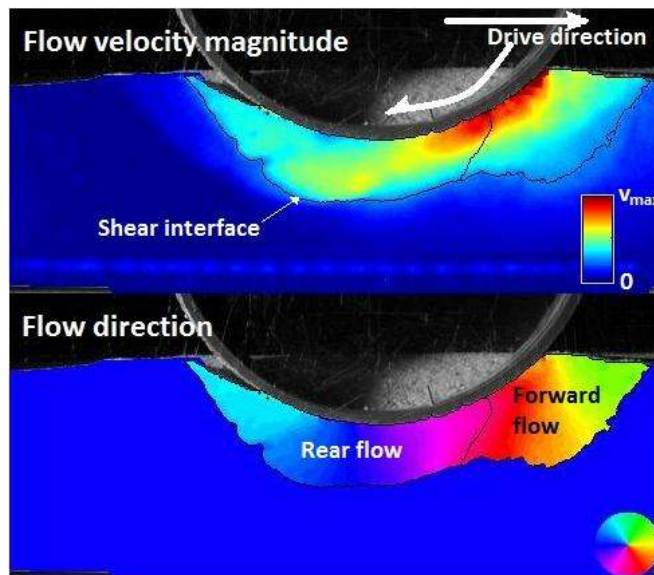 Flow velocity magnitude
Drive direction
Shear interface
vmax
0
Flow direction
Forward
flow
Rear flow